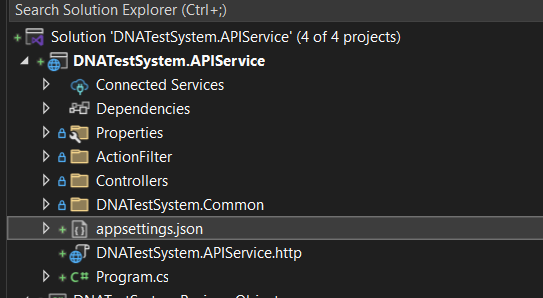 Search Solution Explorer (Ctrl+;)
Solution 'DNATestSystem.APIService' (4 of 4 projects)
DNATestSystem.APIService
Connected Services
Dependencies
Properties
ActionFilter
Controllers
DNATestSystem.Common
appsettings.json
DNATestSystem.APIService.http
C# Program.cs